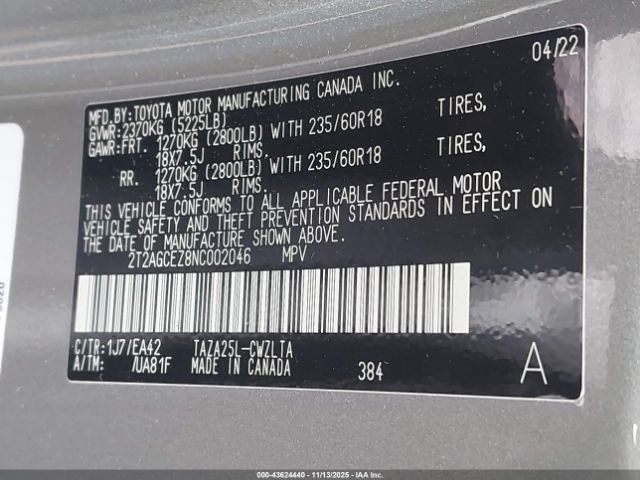 04/22
MFD.BY:TOYOTA MOTOR MANUFACTURING CANADA INC.
GVWR:2370KG (5225LB)
GAWR:FRT. 1270KG (2800LB) WITH 235/60R18 TIRES,
18X7.5J RIMS.
RR. 1270KG (2800LB) WITH 235/60R18 TIRES,
18X7.5J RIMS.
THIS VEHICLE CONFORMS TO ALL APPLICABLE FEDERAL MOTOR
VEHICLE SAFETY AND THEFT PREVENTION STANDARDS IN EFFECT ON
THE DATE OF MANUFACTURE SHOWN ABOVE.
2T2AGCEZ8NC002046 MPV
C/TR:1J7/EA42 TAZA25L-CWZLTA
A/TM: /UA81F MADE IN CANADA 384 A
000-43624440 - 11/13/2025 - IAA Inc.